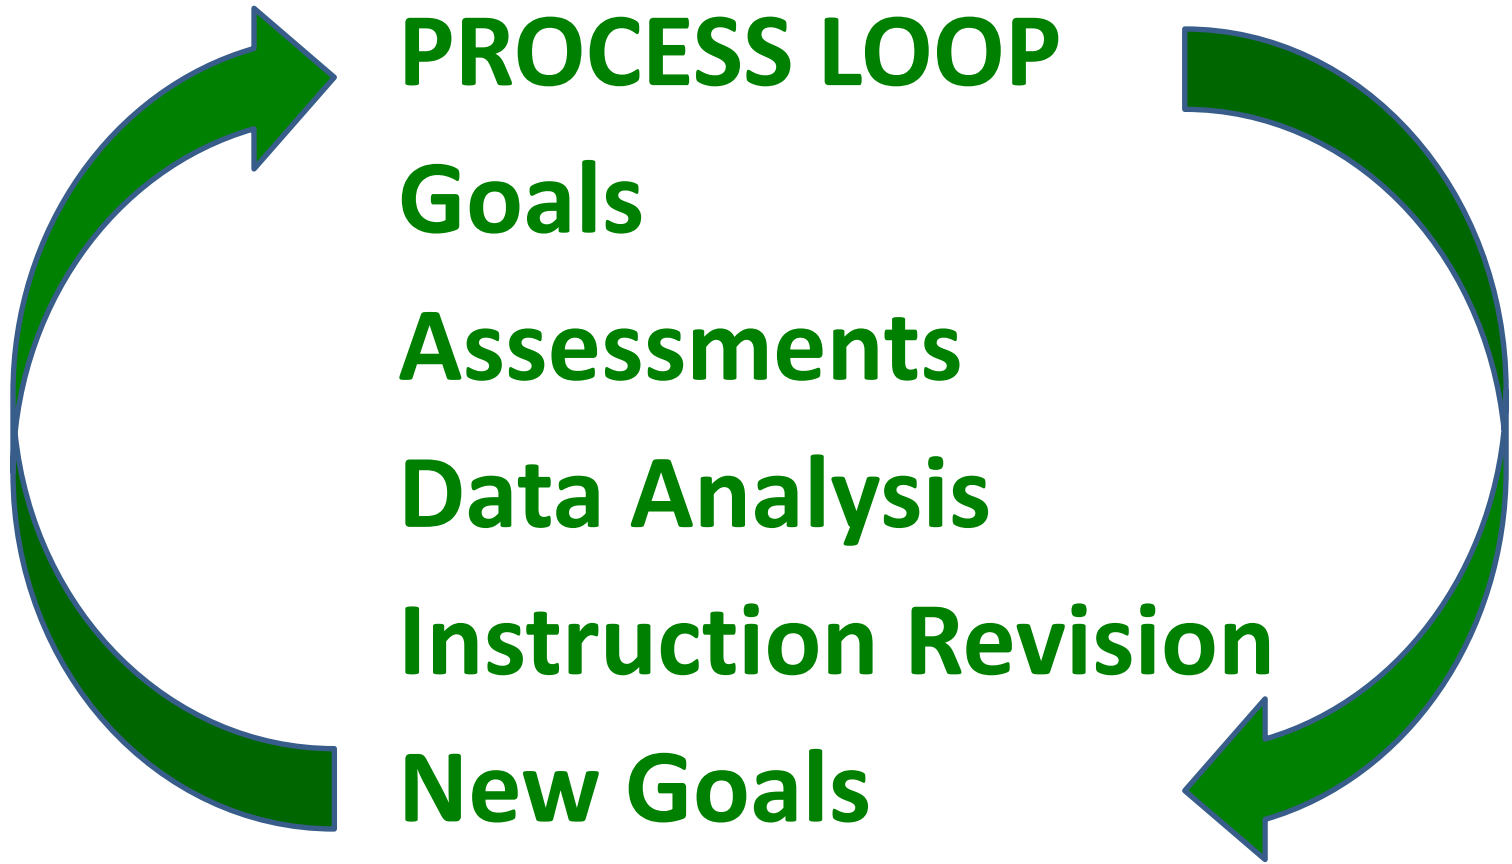 PROCESS LOOP
Goals
Assessments
Data Analysis
Instruction Revision
New Goals